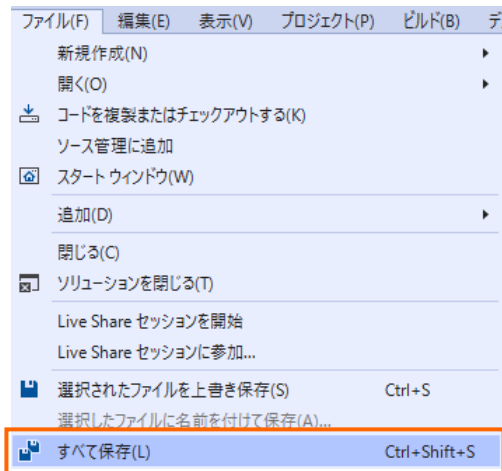 ファイル(F) 編集(E) 表示(V) プロジェクト(P) ビルド(B) デ
新規作成(N)
開く(O)
コードを複製またはチェックアウトする(K)
ソース管理に追加
スタート ウィンドウ(W)
追加(D)
閉じる(C)
ソリューションを閉じる(T)
Live Share セッションを開始
Live Share セッションに参加...
選択されたファイルを上書き保存(S) Ctrl+S
選択したファイルに名前を付けて保存(A)...
すべて保存(L) Ctrl+Shift+S